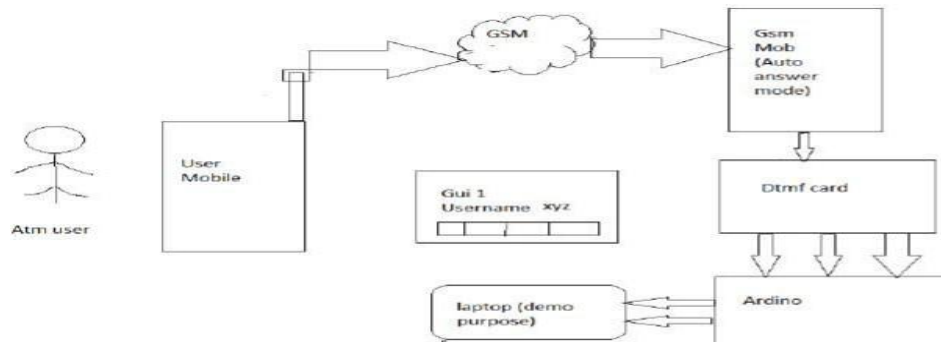 GSM
Gsm
Mob
(Auto
answer
mode)
User
Mobile
Atm user
Gui 1
Username xyz
Dtmf card
Ardino
laptop (demo
purpose)